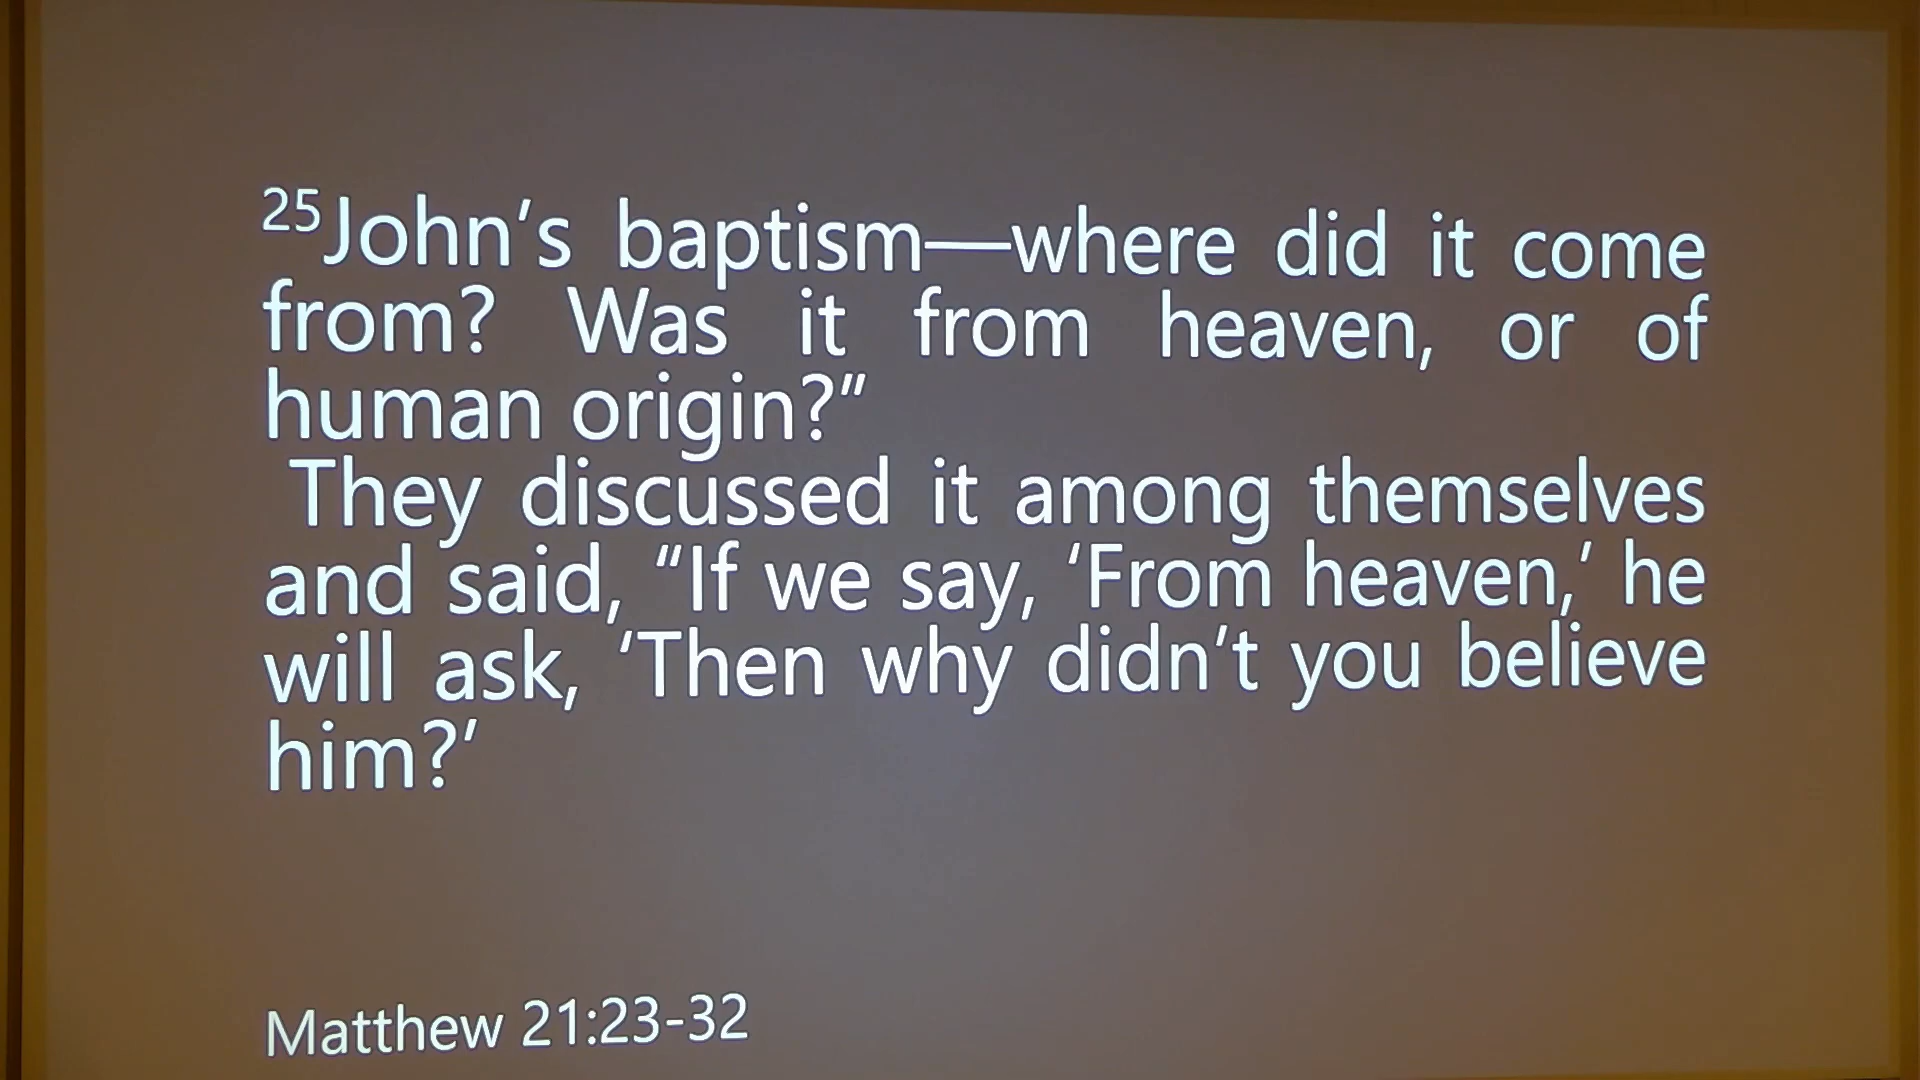 ²⁵John’s baptism—where did it come
from? Was it from heaven, or of
human origin?”
They discussed it among themselves
and said, “If we say, ‘From heaven,’ he
will ask, ‘Then why didn’t you believe
him?’
Matthew 21:23-32